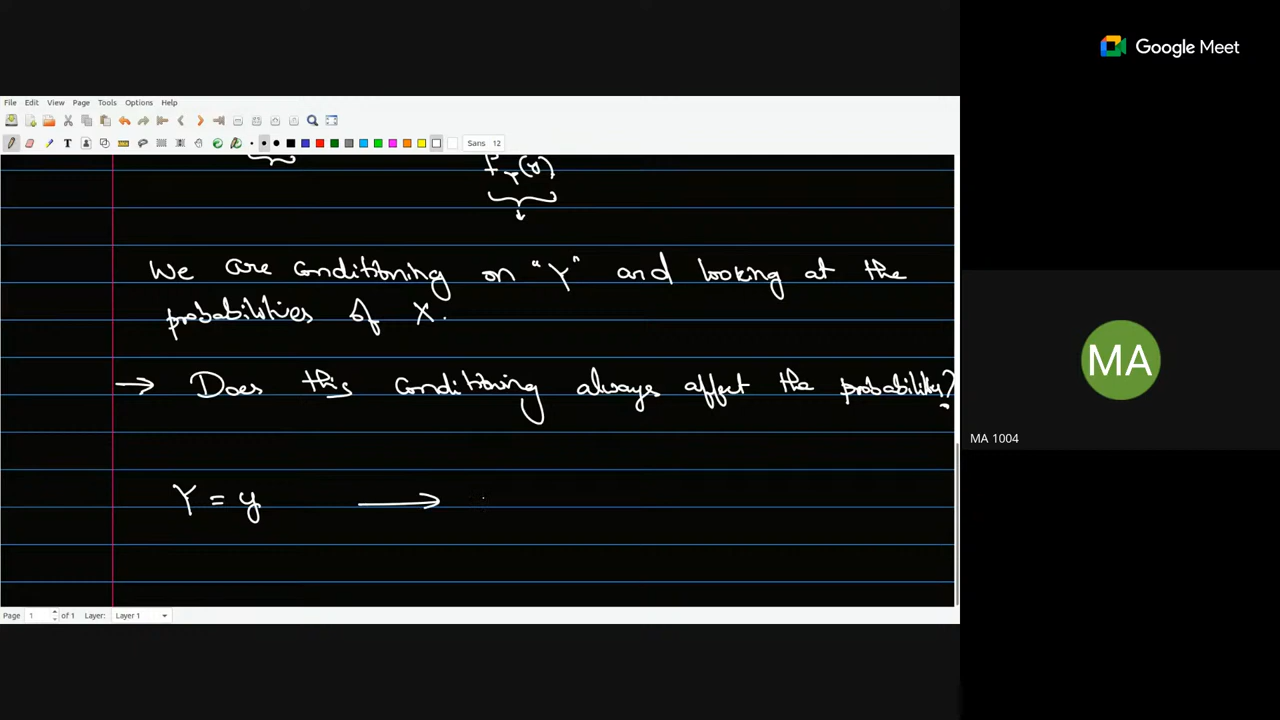 Google Meet
File Edit View Page Tools Options Help
Sans 12
f_Y(y)
We are conditioning on "Y" and looking at the
probabilities of X.
→ Does this conditioning always affect the probability?
MA
MA 1004
Y = y →
Page 1 of 1 Layer: Layer 1